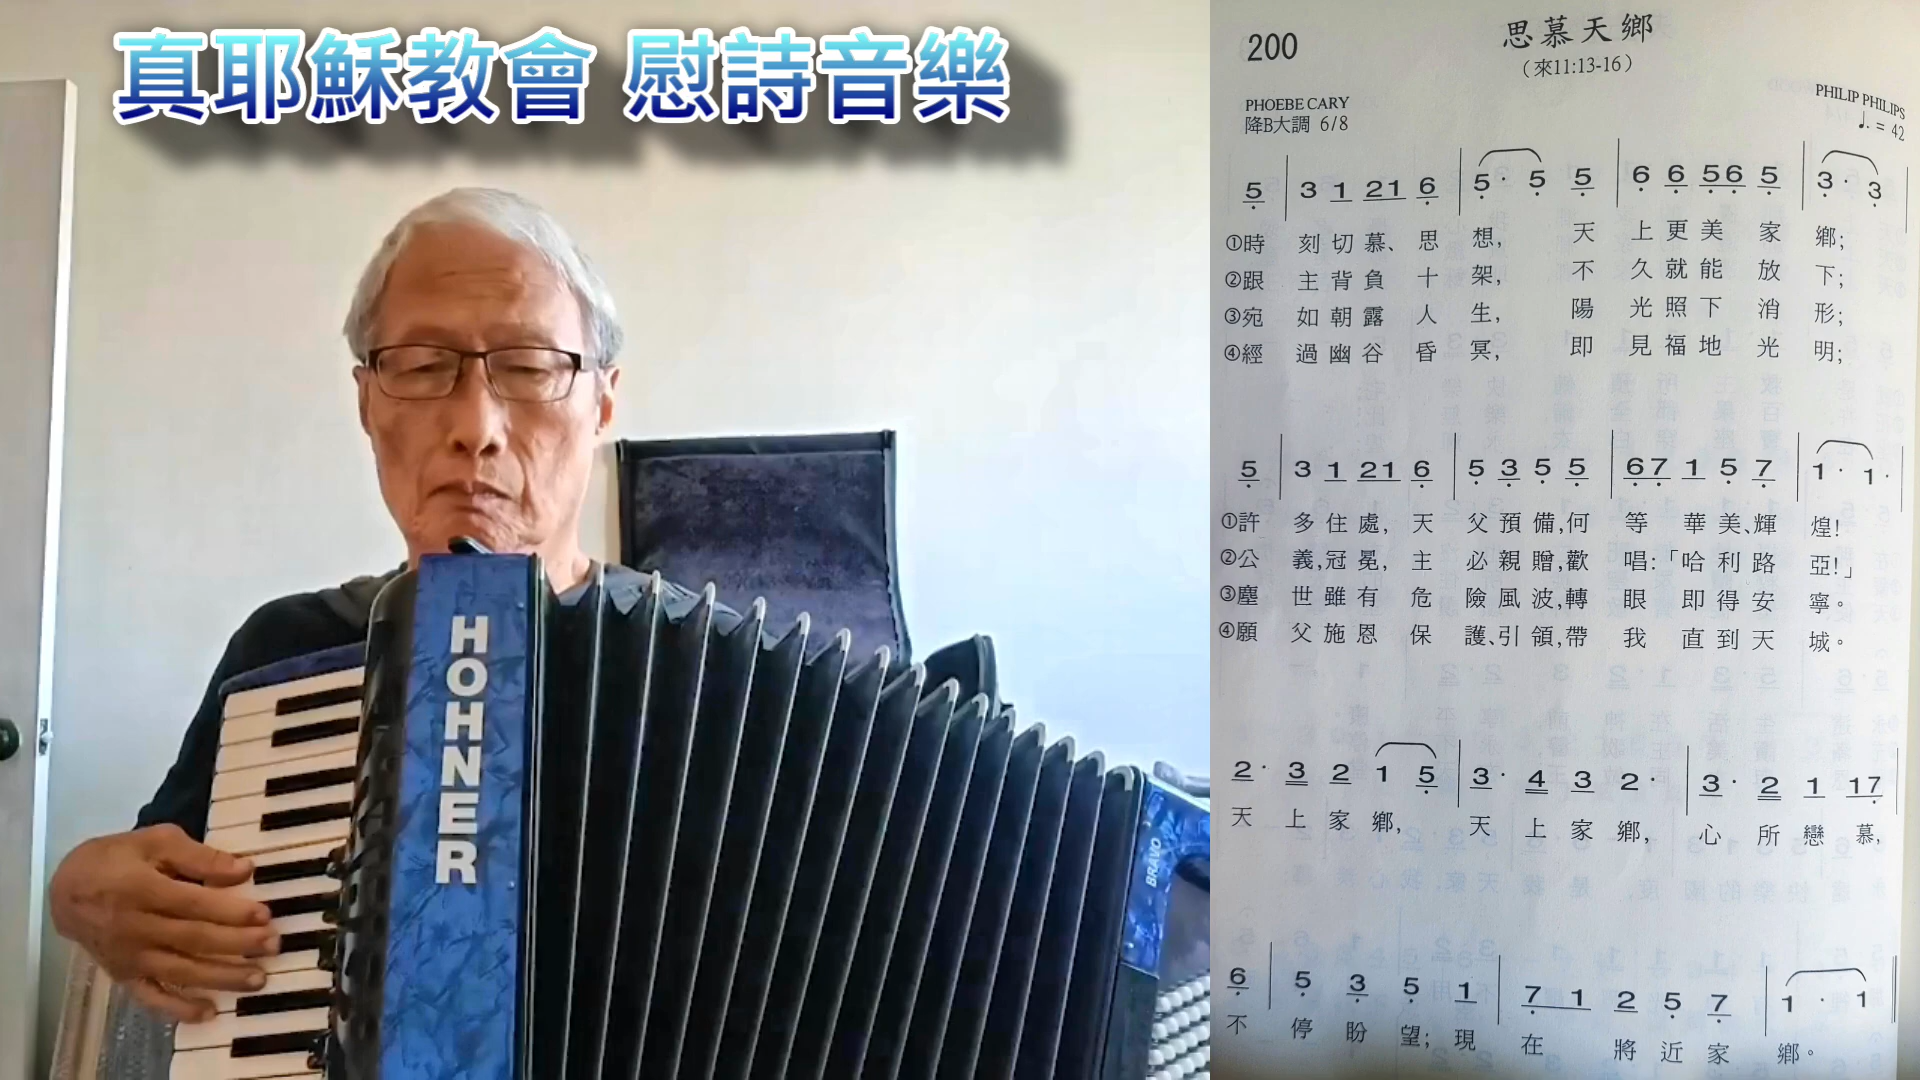 真耶穌教會 慰詩音樂
HOHNER
BRAVO
200
思慕天鄉
（來11:13-16）
PHOEBE CARY
PHILIP PHILIPS
降B大調 6/8
♩. = 42
5 | 3 1 21 6 | 5 · 5 5 | 6 6 56 5 | 3 · 3 |
①時 刻 切 慕、 思 想, 天 上 更 美 家 鄉;
②跟 主 背 負 十 架, 不 久 就 能 放 下;
③宛 如 朝 露 人 生, 陽 光 照 下 消 形;
④經 過 幽 谷 昏 冥, 即 見 福 地 光 明;
5 | 3 1 21 6 | 5 3 5 5 | 67 1 5 7 | 1 · 1 · |
①許 多 住 處, 天 父 預 備,何 等 華 美、輝 煌!
②公 義,冠 冕, 主 必 親 贈,歡 唱:「哈 利 路 亞!」
③塵 世 雖 有 危 險 風 波,轉 眼 即 得 安 寧。
④願 父 施 恩 保 護、引 領,帶 我 直 到 天 城。
2 · 3 2 1 5 | 3 · 4 3 2 · | 3 · 2 1 17 |
天 上 家 鄉, 天 上 家 鄉, 心 所 戀 慕,
6 | 5 3 5 1 | 7 1 2 5 7 | 1 · 1 ‖
不 停 盼 望; 現 在 將 近 家 鄉。